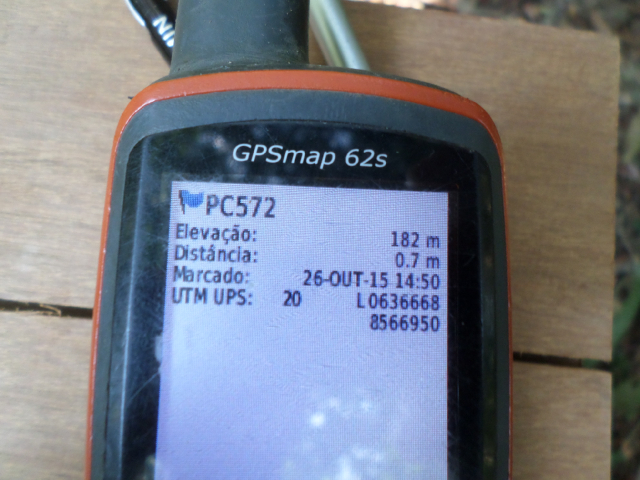 GPSmap 62s
PC572
Elevação: 182 m
Distância: 0.7 m
Marcado: 26-OUT-15 14:50
UTM UPS: 20 L 0636668
8566950